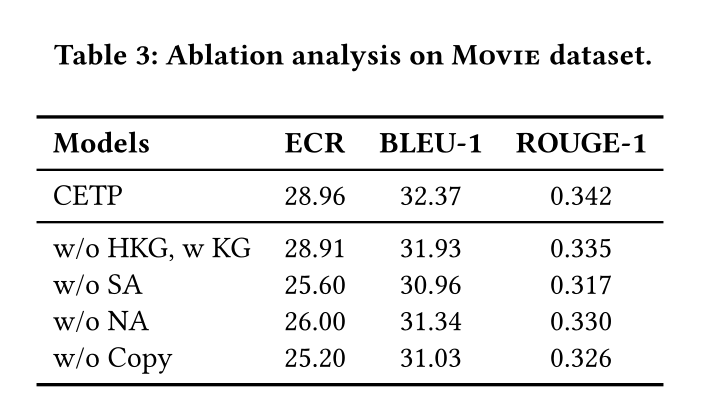 Table 3: Ablation analysis on Movie dataset.
Models ECR BLEU-1 ROUGE-1
CETP 28.96 32.37 0.342
w/o HKG, w KG 28.91 31.93 0.335
w/o SA 25.60 30.96 0.317
w/o NA 26.00 31.34 0.330
w/o Copy 25.20 31.03 0.326